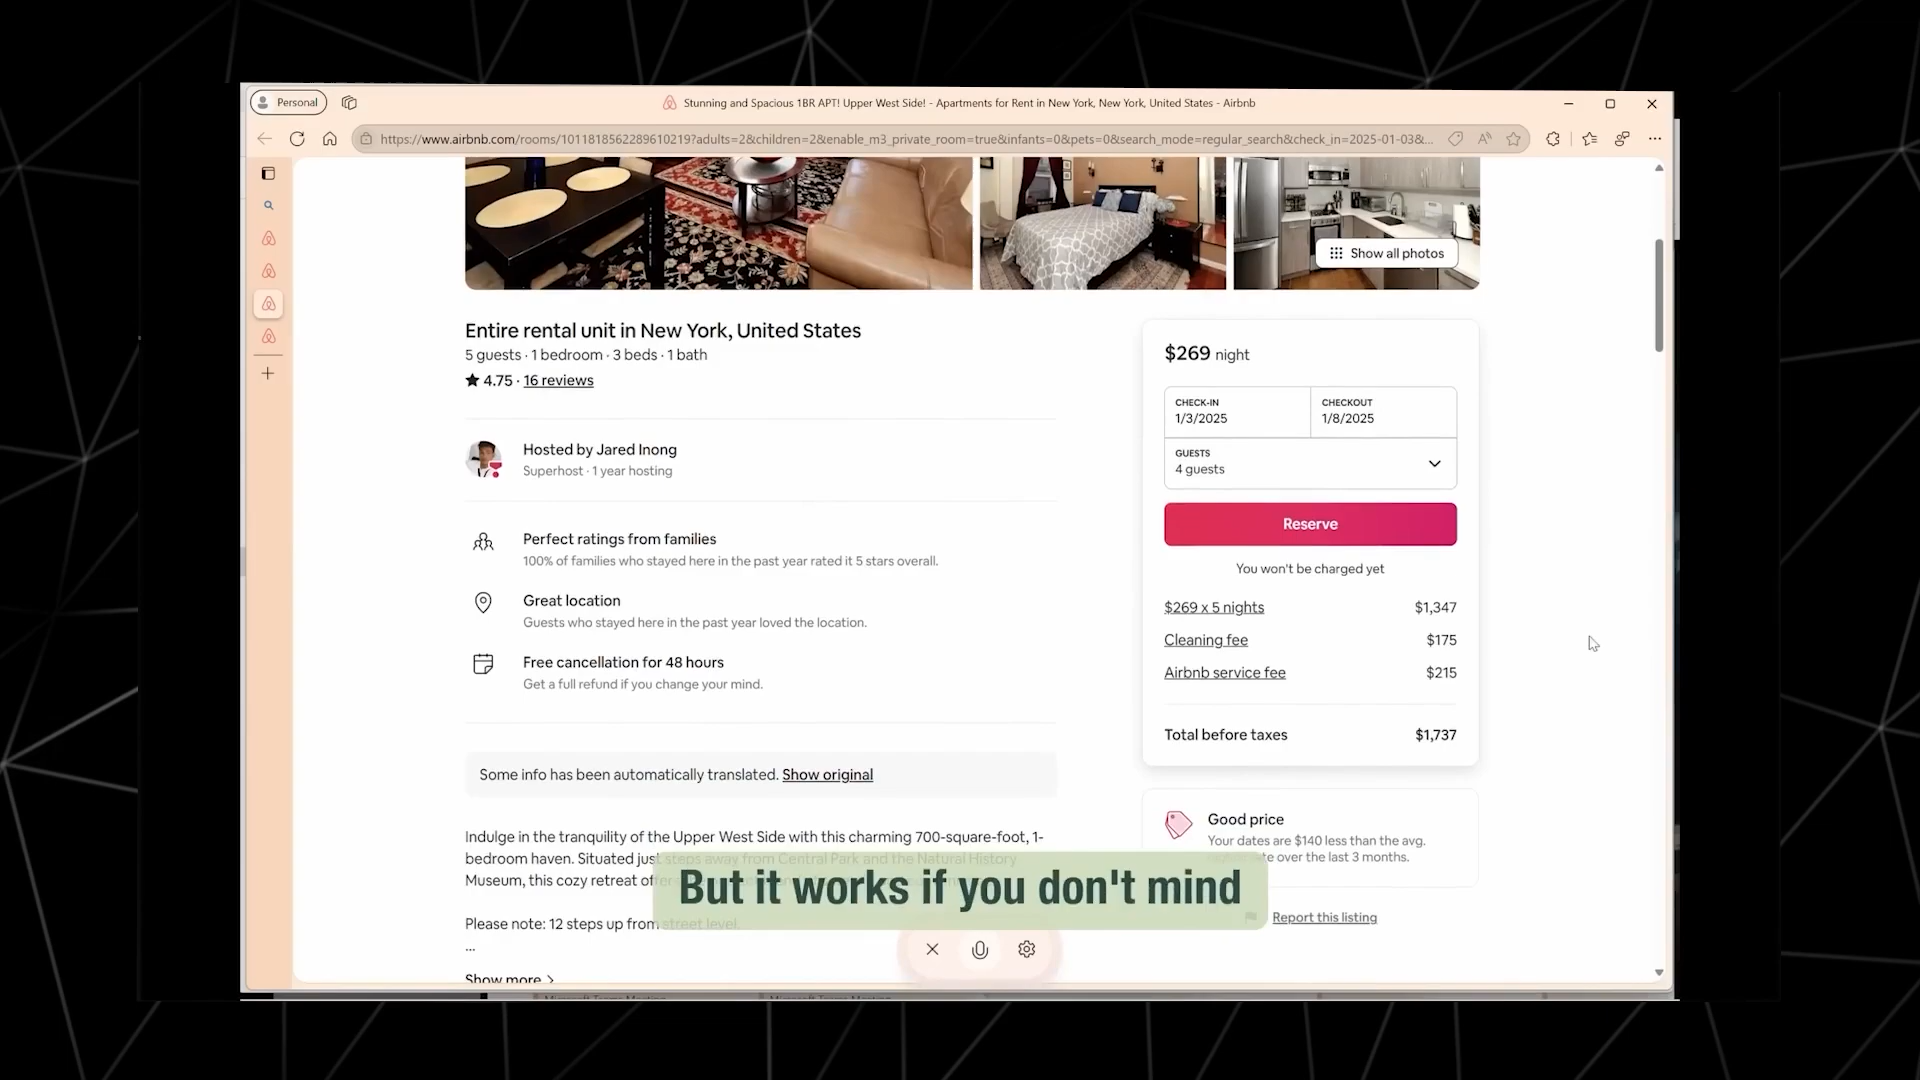 Personal
Stunning and Spacious 1BR APT! Upper West Side! - Apartments for Rent in New York, New York, United States - Airbnb
https://www.airbnb.com/rooms/1011818562289610219?adults=2&children=2&enable_m3_private_room=true&infants=0&pets=0&search_mode=regular_search&check_in=2025-01-03&...
Show all photos
Entire rental unit in New York, United States
5 guests · 1 bedroom · 3 beds · 1 bath
4.75 · 16 reviews
Hosted by Jared Inong
Superhost · 1 year hosting
Perfect ratings from families
100% of families who stayed here in the past year rated it 5 stars overall.
Great location
Guests who stayed here in the past year loved the location.
Free cancellation for 48 hours
Get a full refund if you change your mind.
Some info has been automatically translated. Show original
Indulge in the tranquility of the Upper West Side with this charming 700-square-foot, 1-
bedroom haven. Situated just steps away from Central Park and the Natural History
Museum, this cozy retreat
Please note: 12 steps up from street level.
...
Show more
$269 night
CHECK-IN
1/3/2025
CHECKOUT
1/8/2025
GUESTS
4 guests
Reserve
You won't be charged yet
$269 x 5 nights $1,347
Cleaning fee $175
Airbnb service fee $215
Total before taxes $1,737
Good price
Your dates are $140 less than the avg.
over the last 3 months.
Report this listing
But it works if you don't mind